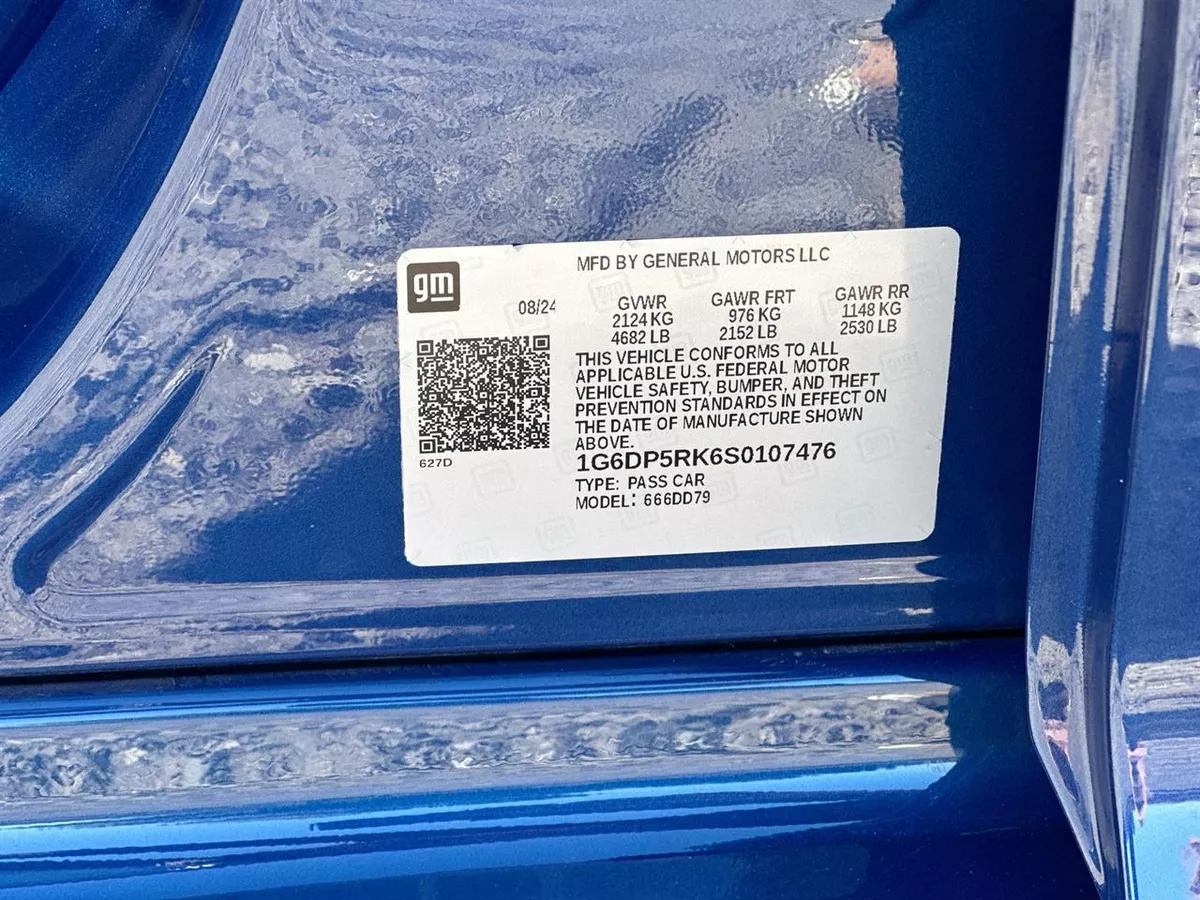 gm
MFD BY GENERAL MOTORS LLC
08/24
GVWR
2124 KG
4682 LB
GAWR FRT
976 KG
2152 LB
GAWR RR
1148 KG
2530 LB
THIS VEHICLE CONFORMS TO ALL
APPLICABLE U.S. FEDERAL MOTOR
VEHICLE SAFETY, BUMPER, AND THEFT
PREVENTION STANDARDS IN EFFECT ON
THE DATE OF MANUFACTURE SHOWN
ABOVE.
627D
1G6DP5RK6S0107476
TYPE: PASS CAR
MODEL: 666DD79